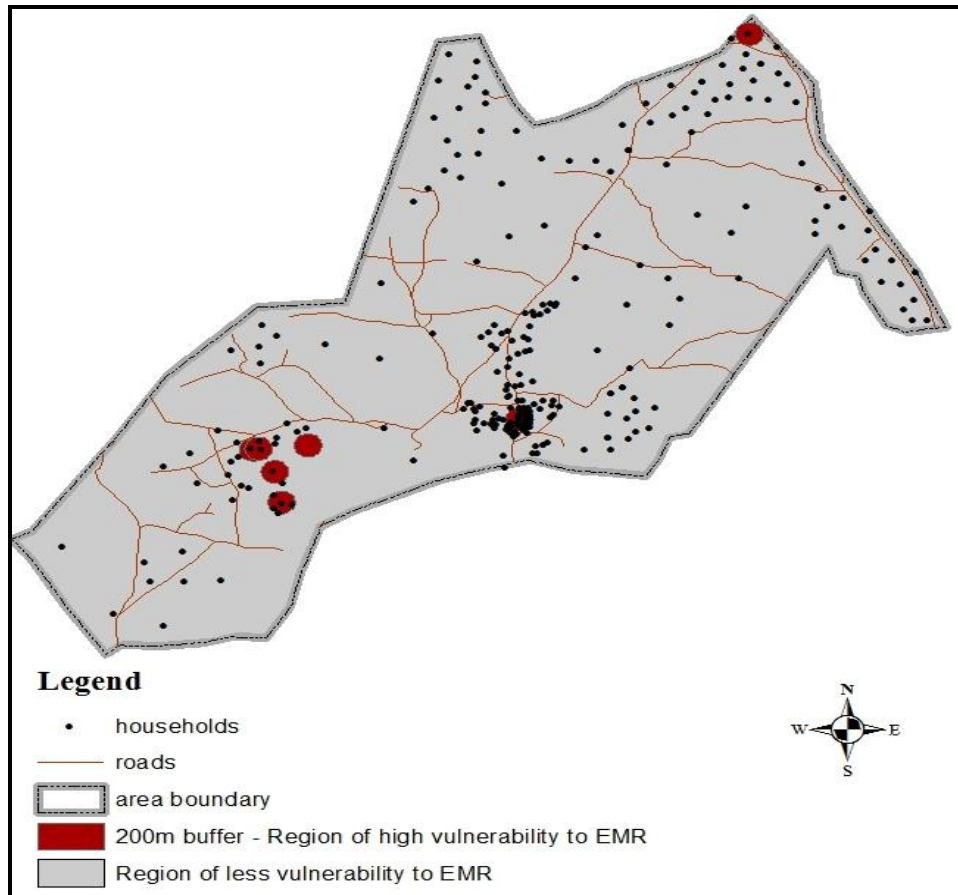 Legend
households
roads
area boundary
200m buffer - Region of high vulnerability to EMR
Region of less vulnerability to EMR
N
W E
S